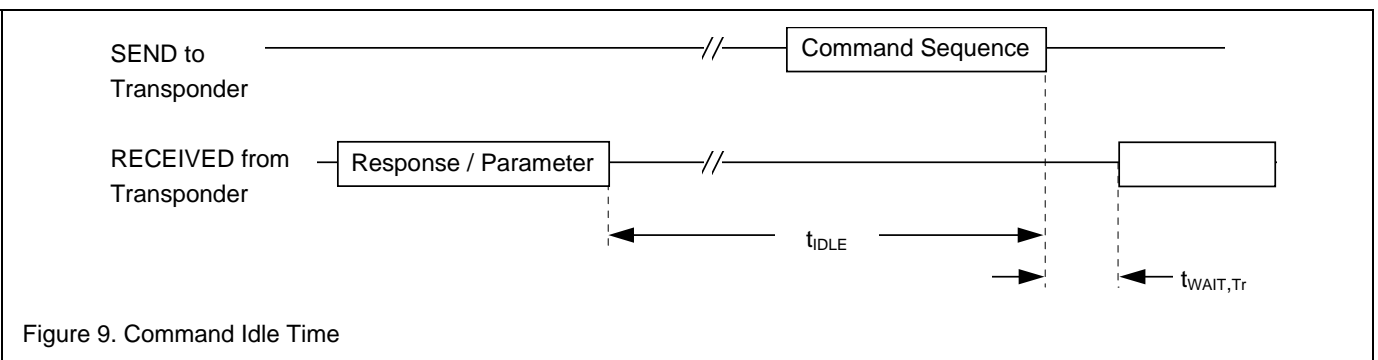 SEND to
Transponder
Command Sequence
RECEIVED from
Transponder
Response / Parameter
tIDLE
tWAIT,Tr
Figure 9. Command Idle Time